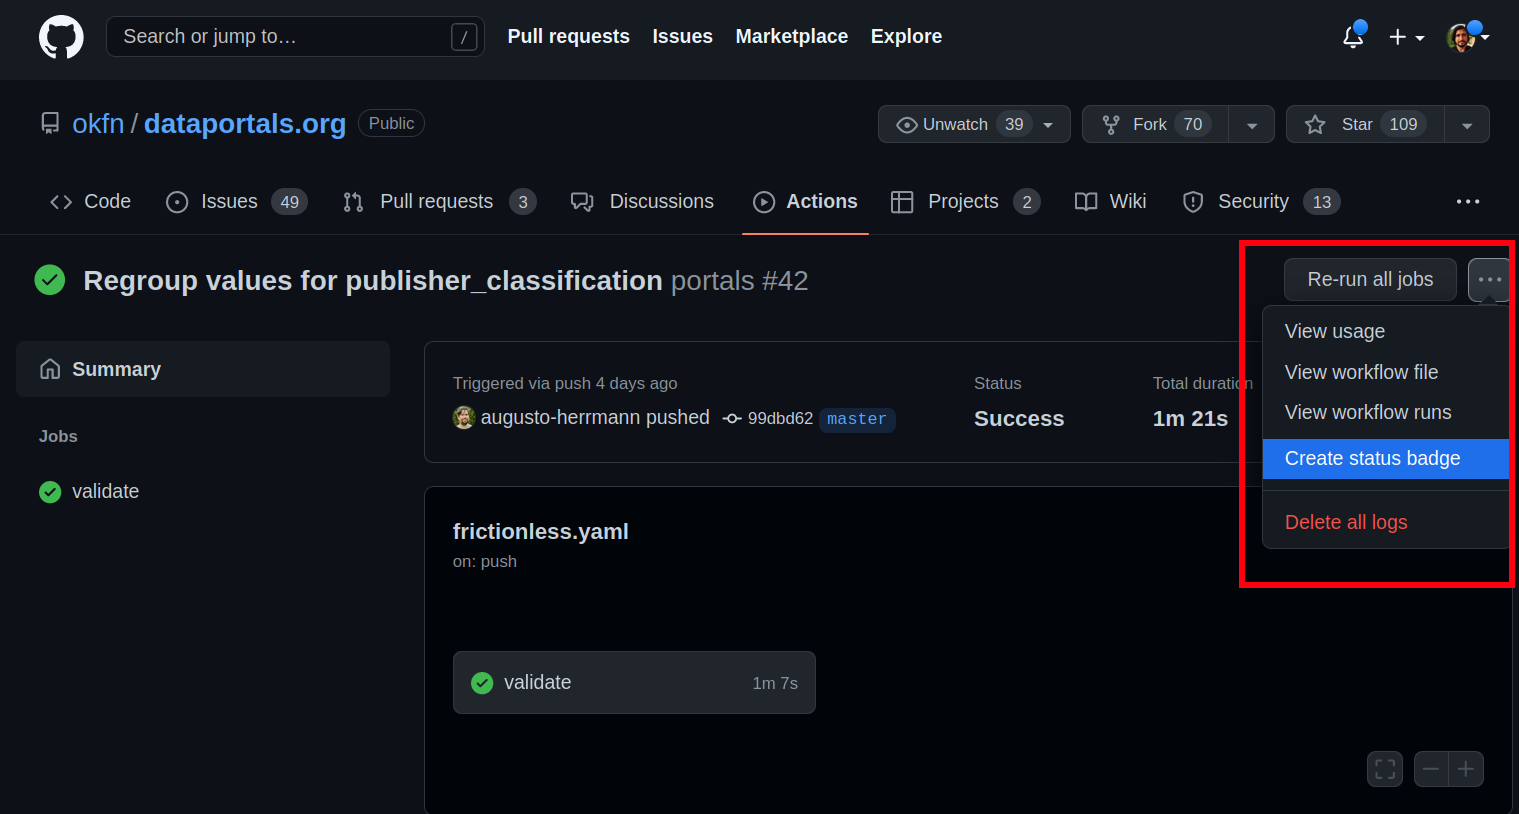 Search or jump to… /
Pull requests Issues Marketplace Explore
okfn / dataportals.org Public
Unwatch 39 Fork 70 Star 109
Code Issues 49 Pull requests 3 Discussions Actions Projects 2 Wiki Security 13
Regroup values for publisher_classification portals #42
Re-run all jobs
View usage
View workflow file
View workflow runs
Create status badge
Delete all logs
Summary
Jobs
validate
Triggered via push 4 days ago
augusto-herrmann pushed 99dbd62 master
Status
Success
Total duration
1m 21s
frictionless.yaml
on: push
validate 1m 7s